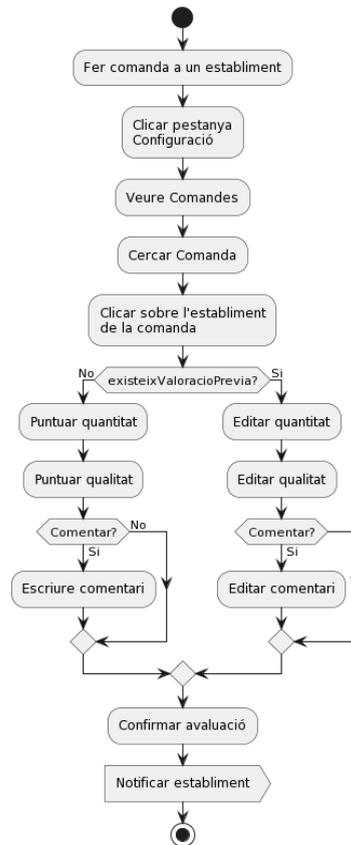 Fer comanda a un establiment
Clicar pestanya
Configuració
Veure Comandes
Cercar Comanda
Clicar sobre l'establiment
de la comanda
No
existeixValoracioPrevia?
Si
Puntuar quantitat
Editar quantitat
Puntuar qualitat
Editar qualitat
Comentar?
No
Comentar?
Si
Si
Escriure comentari
Editar comentari
Confirmar avaluació
Notificar establiment